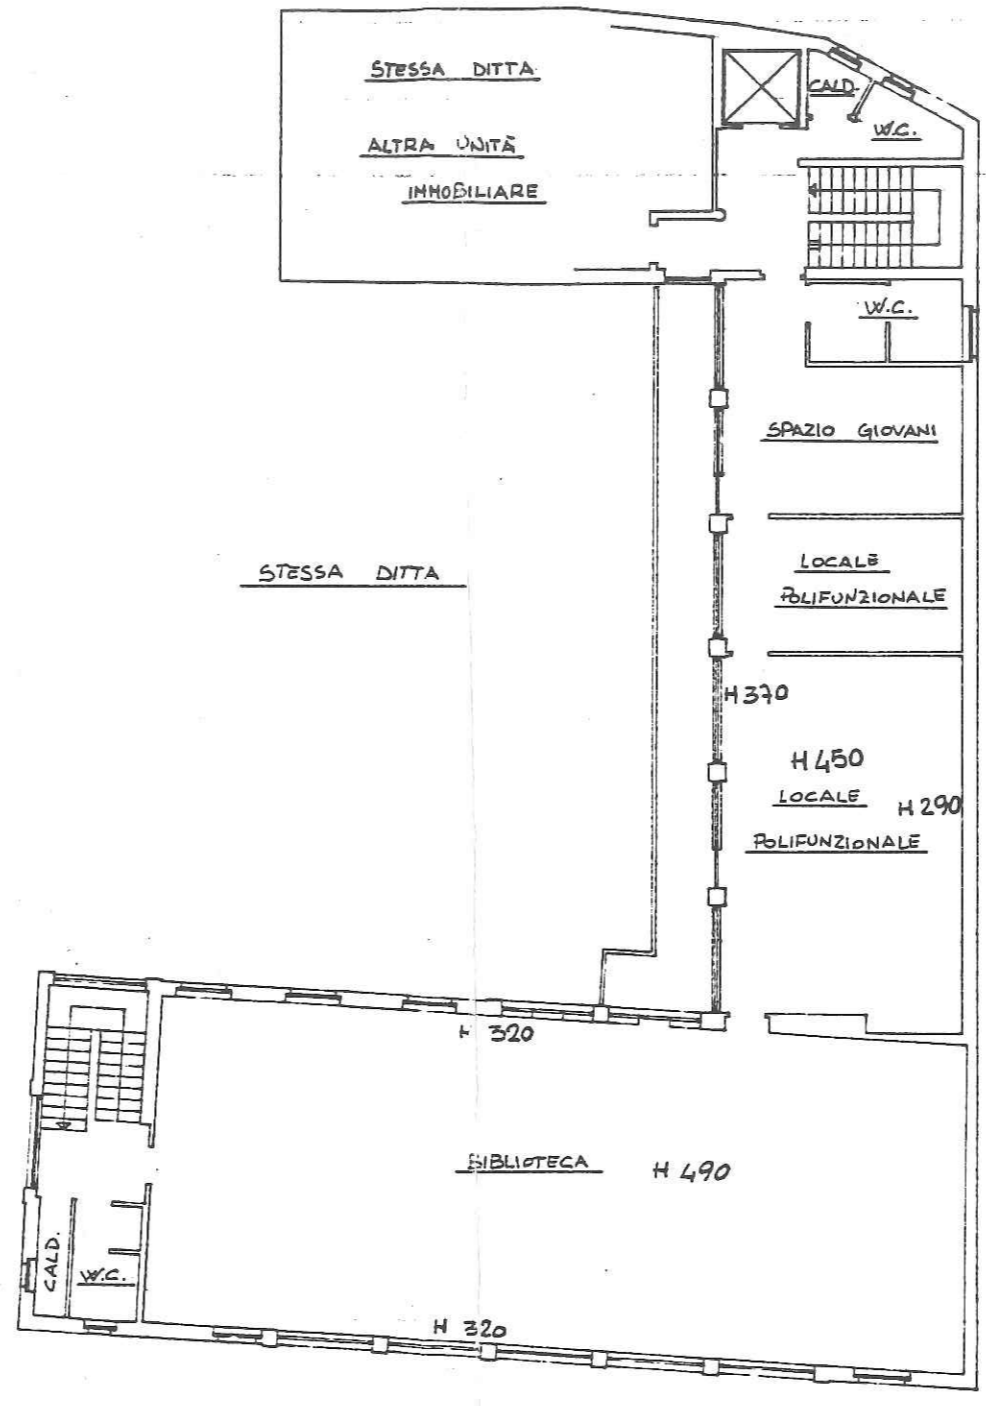 STESSA DITTA
ALTRA UNITÀ
IMMOBILIARE
CALD.
W.C.
W.C.
SPAZIO GIOVANI
STESSA DITTA
LOCALE
POLIFUNZIONALE
H 370
H 450
LOCALE
H 290
POLIFUNZIONALE
H 320
BIBLIOTECA
H 490
CALD.
W.C.
H 320